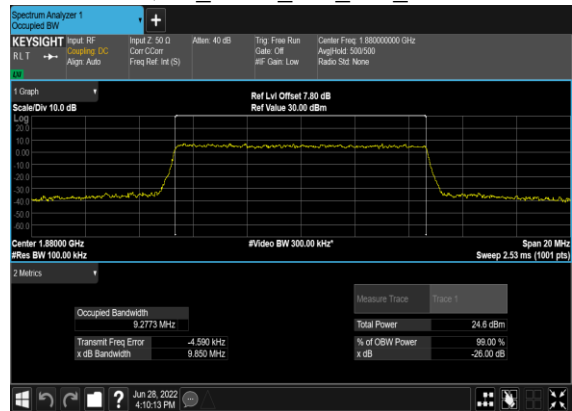 Spectrum Analyzer 1
Occupied BW
+
KEYSIGHT Input: RF Input Z: 50 Ω Atten: 40 dB Trig: Free Run Center Freq: 1.880000000 GHz
RLT Coupling: DC Corr CCorr Gate: Off Avg|Hold: 500/500
Align: Auto Freq Ref: Int (S) #IF Gain: Low Radio Std: None
LW
1 Graph
Ref Lvl Offset 7.80 dB
Scale/Div 10.0 dB Ref Value 30.00 dBm
Log
20.0
10.0
0.00
-10.0
-20.0
-30.0
-40.0
-50.0
-60.0
Center 1.88000 GHz #Video BW 300.00 kHz* Span 20 MHz
#Res BW 100.00 kHz Sweep 2.53 ms (1001 pts)
2 Metrics
Measure Trace Trace 1
Occupied Bandwidth
9.2773 MHz Total Power 24.6 dBm
Transmit Freq Error -4.590 kHz % of OBW Power 99.00 %
x dB Bandwidth 9.850 MHz x dB -26.00 dB
? Jun 28, 2022
4:10:13 PM